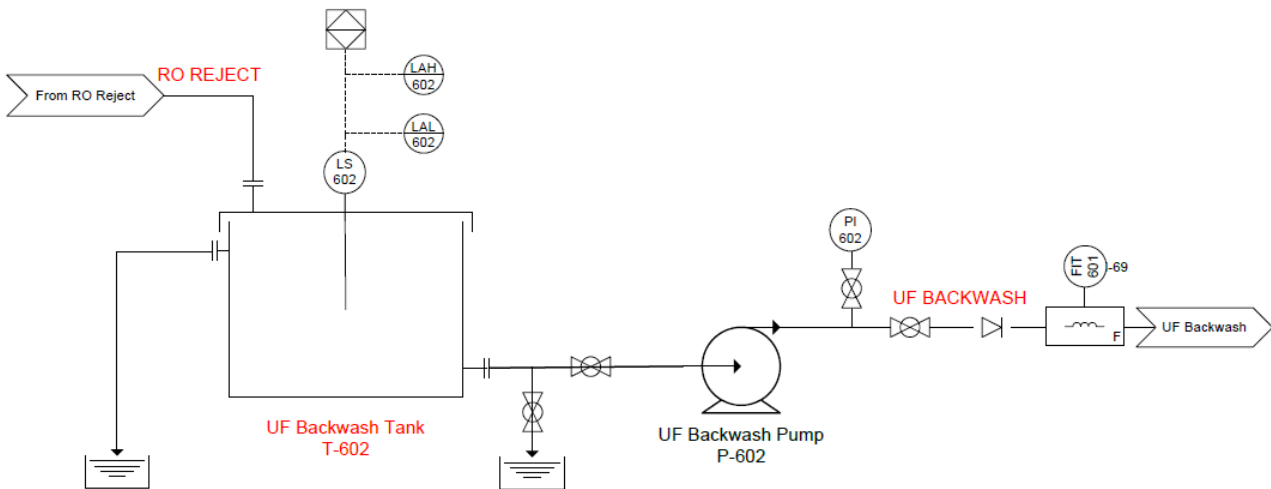 RO REJECT
From RO Reject
LAH
602
LAL
602
LS
602
PI
602
FIT
601
-69
UF BACKWASH
F
UF Backwash
UF Backwash Tank
T-602
UF Backwash Pump
P-602